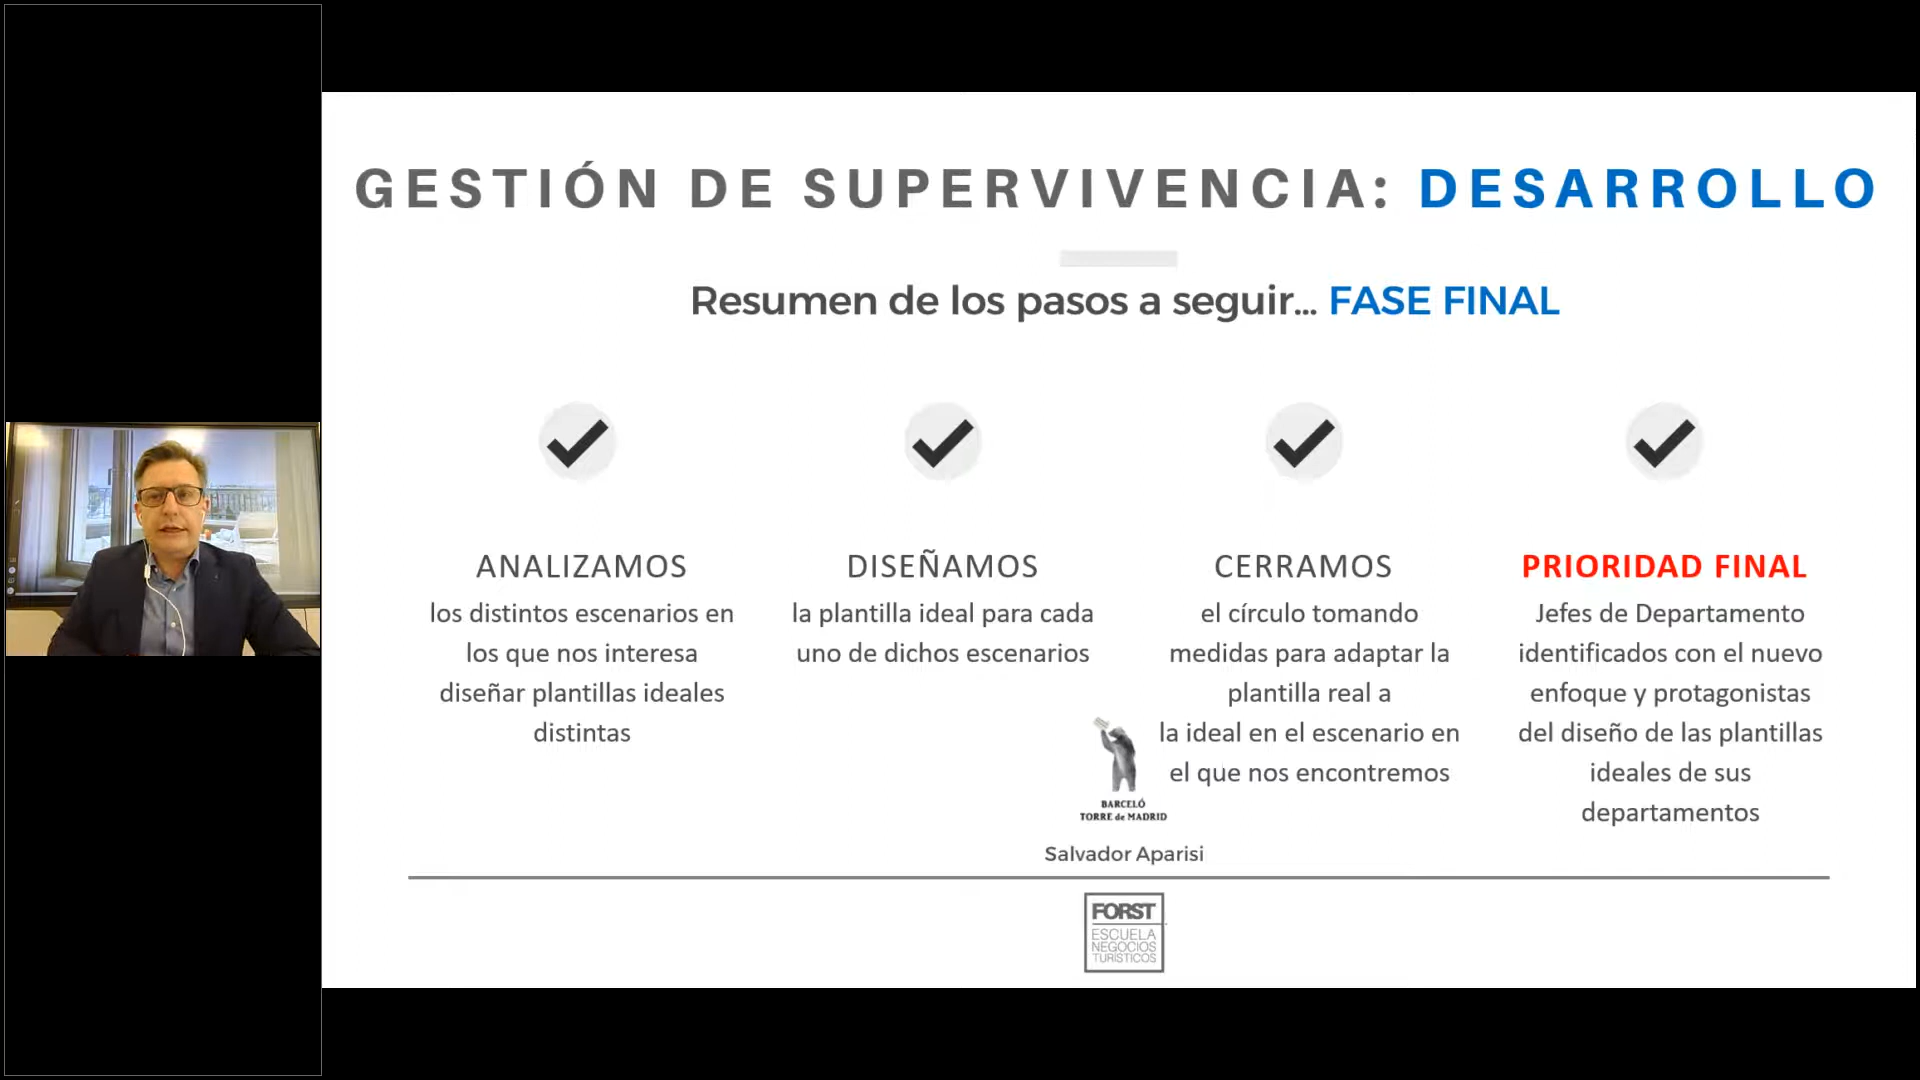 GESTIÓN DE SUPERVIVENCIA: DESARROLLO
Resumen de los pasos a seguir... FASE FINAL
ANALIZAMOS
los distintos escenarios en
los que nos interesa
diseñar plantillas ideales
distintas
DISEÑAMOS
la plantilla ideal para cada
uno de dichos escenarios
CERRAMOS
el círculo tomando
medidas para adaptar la
plantilla real a
la ideal en el escenario en
el que nos encontremos
PRIORIDAD FINAL
Jefes de Departamento
identificados con el nuevo
enfoque y protagonistas
del diseño de las plantillas
ideales de sus
departamentos
BARCELÓ
TORRE de MADRID
Salvador Aparisi
FORST
ESCUELA
NEGOCIOS
TURÍSTICOS